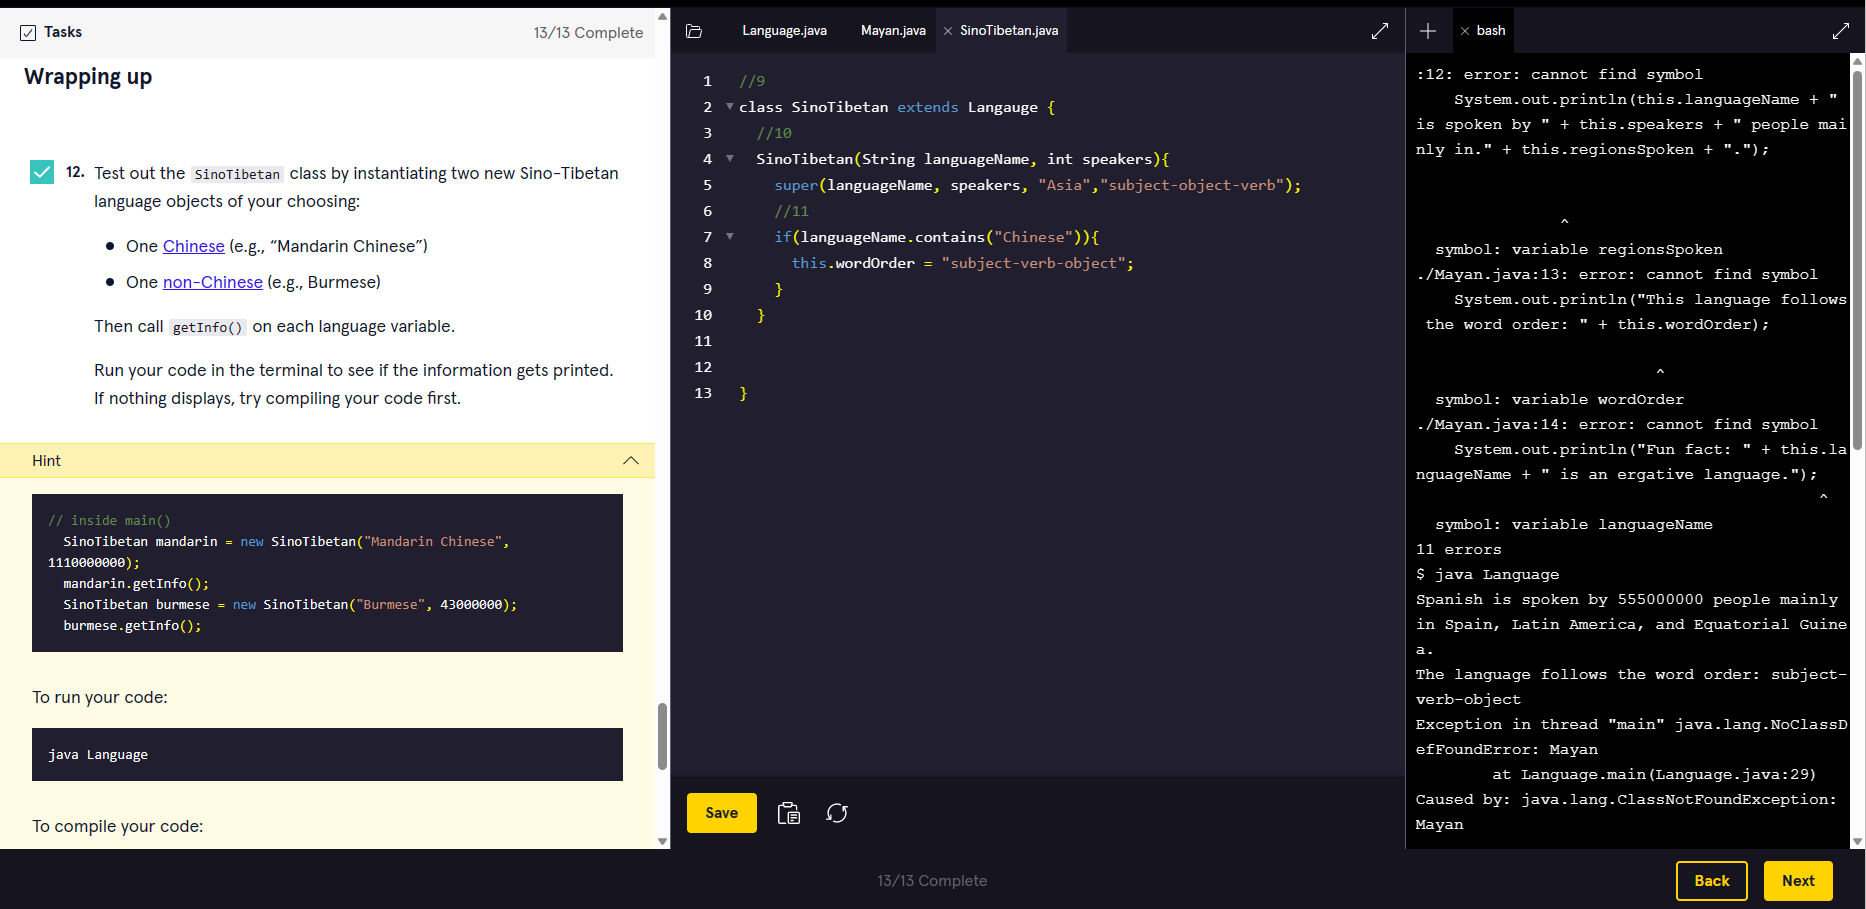 Tasks
13/13 Complete
Wrapping up
12. Test out the SinoTibetan class by instantiating two new Sino-Tibetan
language objects of your choosing:
One Chinese (e.g., “Mandarin Chinese”)
One non-Chinese (e.g., Burmese)
Then call getInfo() on each language variable.
Run your code in the terminal to see if the information gets printed.
If nothing displays, try compiling your code first.
Hint
// inside main()
SinoTibetan mandarin = new SinoTibetan("Mandarin Chinese",
1110000000);
mandarin.getInfo();
SinoTibetan burmese = new SinoTibetan("Burmese", 43000000);
burmese.getInfo();
To run your code:
java Language
To compile your code:
Language.java
Mayan.java
SinoTibetan.java
1 //9
2 class SinoTibetan extends Langauge {
3 //10
4 SinoTibetan(String languageName, int speakers){
5 super(languageName, speakers, "Asia","subject-object-verb");
6 //11
7 if(languageName.contains("Chinese")){
8 this.wordOrder = "subject-verb-object";
9 }
10 }
11
12
13 }
Save
bash
:12: error: cannot find symbol
System.out.println(this.languageName + "
is spoken by " + this.speakers + " people mai
nly in." + this.regionsSpoken + ".");
^
symbol: variable regionsSpoken
./Mayan.java:13: error: cannot find symbol
System.out.println("This language follows
the word order: " + this.wordOrder);
^
symbol: variable wordOrder
./Mayan.java:14: error: cannot find symbol
System.out.println("Fun fact: " + this.la
nguageName + " is an ergative language.");
^
symbol: variable languageName
11 errors
$ java Language
Spanish is spoken by 555000000 people mainly
in Spain, Latin America, and Equatorial Guine
a.
The language follows the word order: subject-
verb-object
Exception in thread "main" java.lang.NoClassD
efFoundError: Mayan
at Language.main(Language.java:29)
Caused by: java.lang.ClassNotFoundException:
Mayan
13/13 Complete
Back
Next